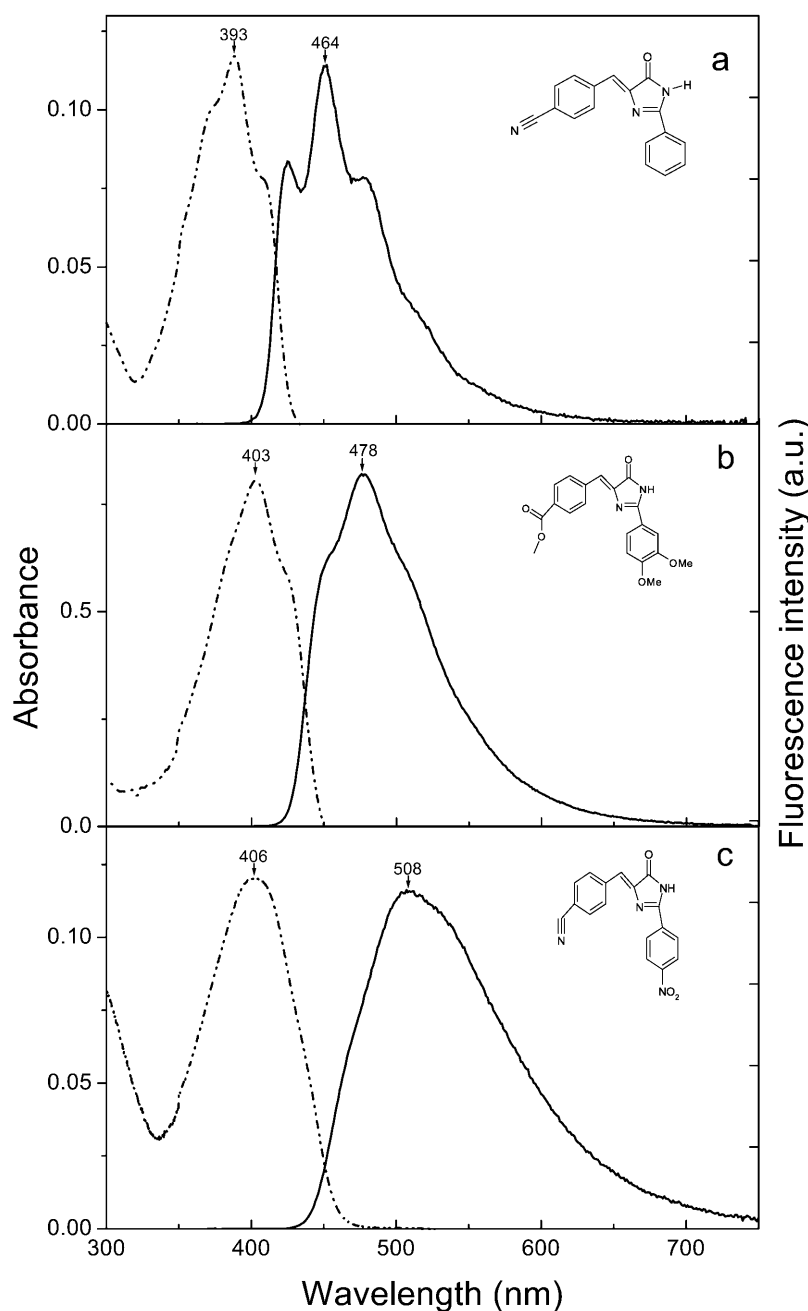 393
464
a
O
N
H
N
N
0.10
0.05
0.00
403
478
b
O
NH
N
O
O
OMe
OMe
0.5
0.0
406
508
c
O
NH
N
N
NO₂
0.10
0.05
0.00
300 400 500 600 700
Absorbance
Fluorescence intensity (a.u.)
Wavelength (nm)